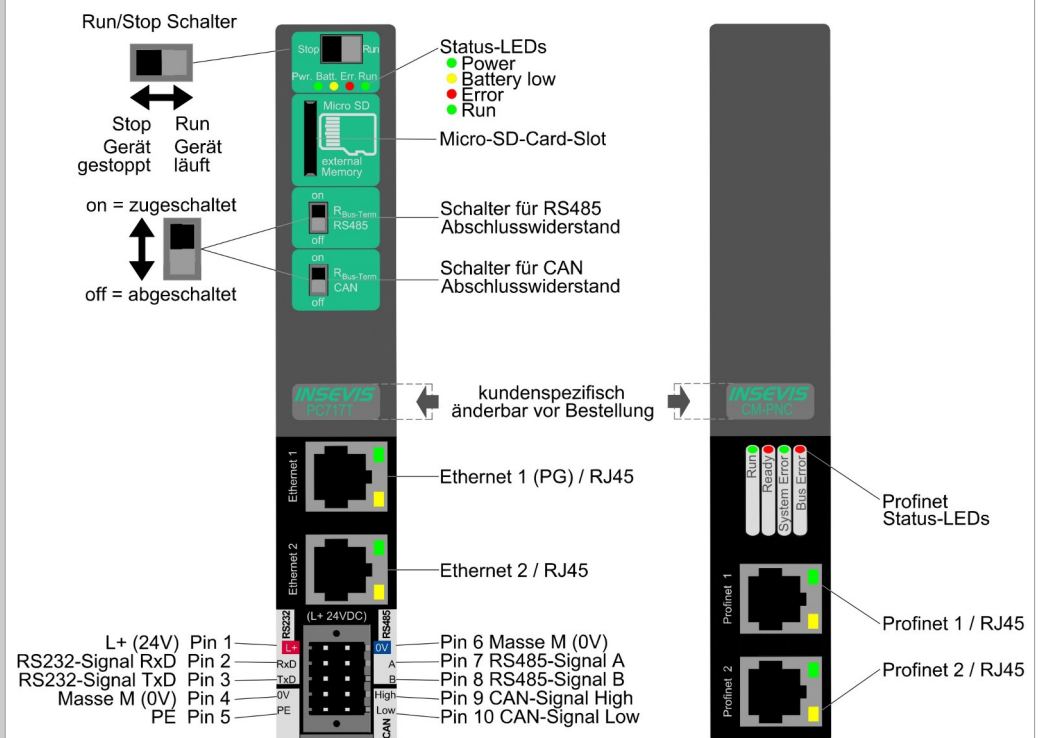 Run/Stop Schalter
Stop Run
Gerät Gerät
gestoppt läuft
on = zugeschaltet
off = abgeschaltet
Stop Run
Pwr. Batt. Err. Run
Micro SD
external
Memory
on
RBus-Term
RS485
off
on
RBus-Term
CAN
off
Status-LEDs
Power
Battery low
Error
Run
Micro-SD-Card-Slot
Schalter für RS485
Abschlusswiderstand
Schalter für CAN
Abschlusswiderstand
INSEVIS
PC717T
kundenspezifisch
änderbar vor Bestellung
INSEVIS
CM-PNC
Ethernet 1
Ethernet 1 (PG) / RJ45
Ethernet 2
Ethernet 2 / RJ45
Run
Ready
System Error
Bus Error
Profinet
Status-LEDs
Profinet 1
Profinet 1 / RJ45
Profinet 2
Profinet 2 / RJ45
RS232
(L+ 24VDC)
RS485
L+ (24V) Pin 1
RS232-Signal RxD Pin 2
RS232-Signal TxD Pin 3
Masse M (0V) Pin 4
PE Pin 5
L+
RxD
TxD
0V
PE
0V
A
B
High
Low
CAN
Pin 6 Masse M (0V)
Pin 7 RS485-Signal A
Pin 8 RS485-Signal B
Pin 9 CAN-Signal High
Pin 10 CAN-Signal Low